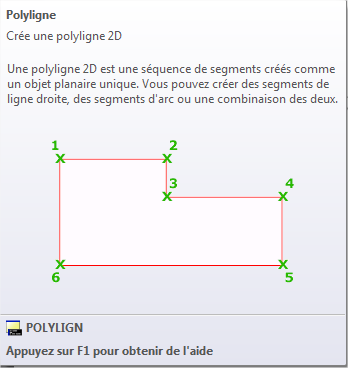 Polyligne
Crée une polyligne 2D
Une polyligne 2D est une séquence de segments créés comme
un objet planaire unique. Vous pouvez créer des segments de
ligne droite, des segments d'arc ou une combinaison des deux.
1 2
3 4
6 5
POLYLIGN
Appuyez sur F1 pour obtenir de l'aide